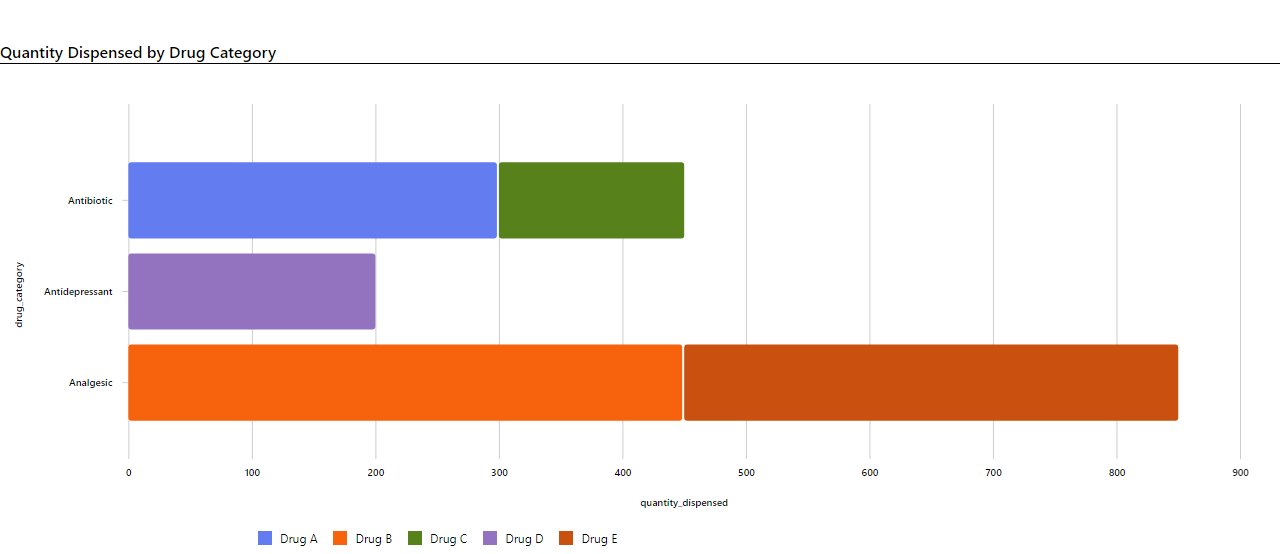 Quantity Dispensed by Drug Category
drug_category
Antibiotic
Antidepressant
Analgesic
0 100 200 300 400 500 600 700 800 900
quantity_dispensed
Drug A Drug B Drug C Drug D Drug E